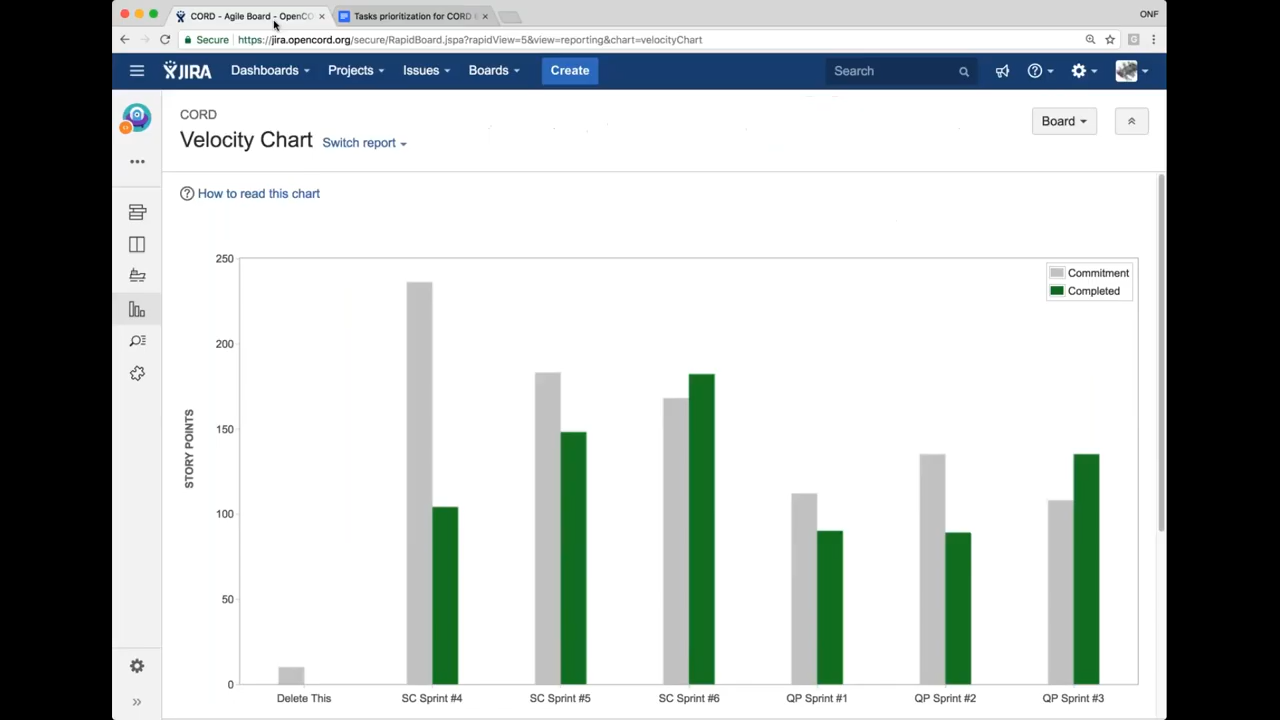 CORD - Agile Board - OpenCO
Tasks prioritization for CORD
ONF
Secure https://jira.opencord.org/secure/RapidBoard.jspa?rapidView=5&view=reporting&chart=velocityChart
JIRA Dashboards Projects Issues Boards Create Search
CORD
Velocity Chart Switch report
Board
How to read this chart
250
200
150
100
50
0
STORY POINTS
Commitment
Completed
Delete This
SC Sprint #4
SC Sprint #5
SC Sprint #6
QP Sprint #1
QP Sprint #2
QP Sprint #3